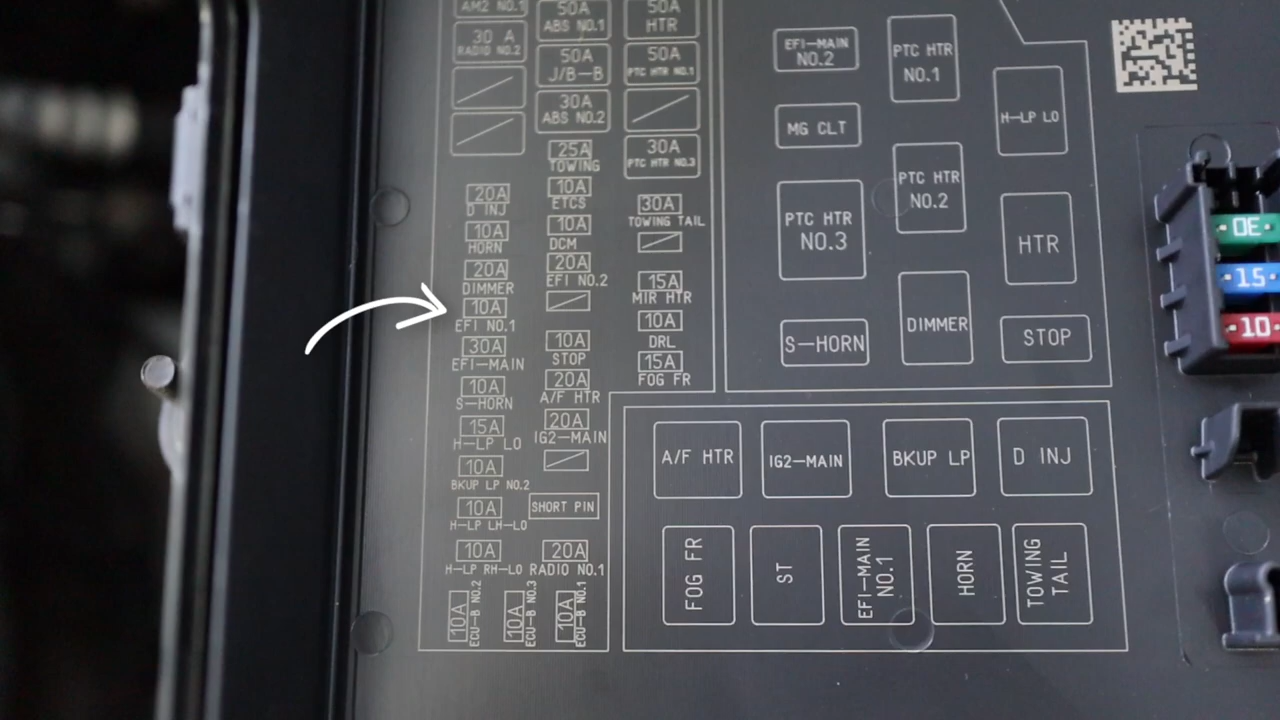 AM2 NO.1
30 A
RADIO NO.2
20A
D INJ
10A
HORN
20A
DIMMER
10A
EFI NO.1
30A
EFI-MAIN
10A
S-HORN
15A
H-LP LO
10A
BKUP LP NO.2
10A
H-LP LH-LO
10A
H-LP RH-LO
10A
ECU-B NO.2
10A
ECU-B NO.3
10A
ECU-B NO.1
50A
ABS NO.1
50A
J/B-B
30A
ABS NO.2
25A
TOWING
10A
ETCS
10A
DCM
20A
EFI NO.2
10A
STOP
20A
A/F HTR
20A
IG2-MAIN
SHORT PIN
20A
RADIO NO.1
50A
HTR
50A
PTC HTR NO.1
30A
PTC HTR NO.3
30A
TOWING TAIL
15A
MIR HTR
10A
DRL
15A
FOG FR
EFI-MAIN
NO.2
PTC HTR
NO.1
MG CLT
H-LP LO
PTC HTR
NO.2
PTC HTR
NO.3
HTR
S-HORN
DIMMER
STOP
A/F HTR
IG2-MAIN
BKUP LP
D INJ
FOG FR
ST
EFI-MAIN
NO.1
HORN
TOWING
TAIL
30
15
10